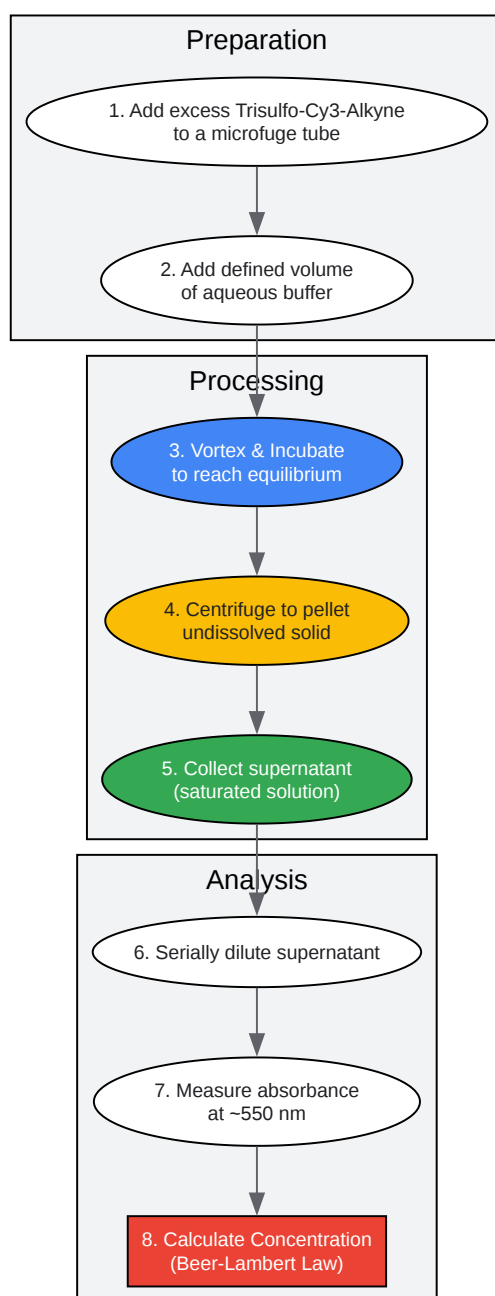 Preparation
1. Add excess Trisulfo-Cy3-Alkyne
to a microfuge tube
2. Add defined volume
of aqueous buffer
Processing
3. Vortex & Incubate
to reach equilibrium
4. Centrifuge to pellet
undissolved solid
5. Collect supernatant
(saturated solution)
Analysis
6. Serially dilute supernatant
7. Measure absorbance
at ~550 nm
8. Calculate Concentration
(Beer-Lambert Law)